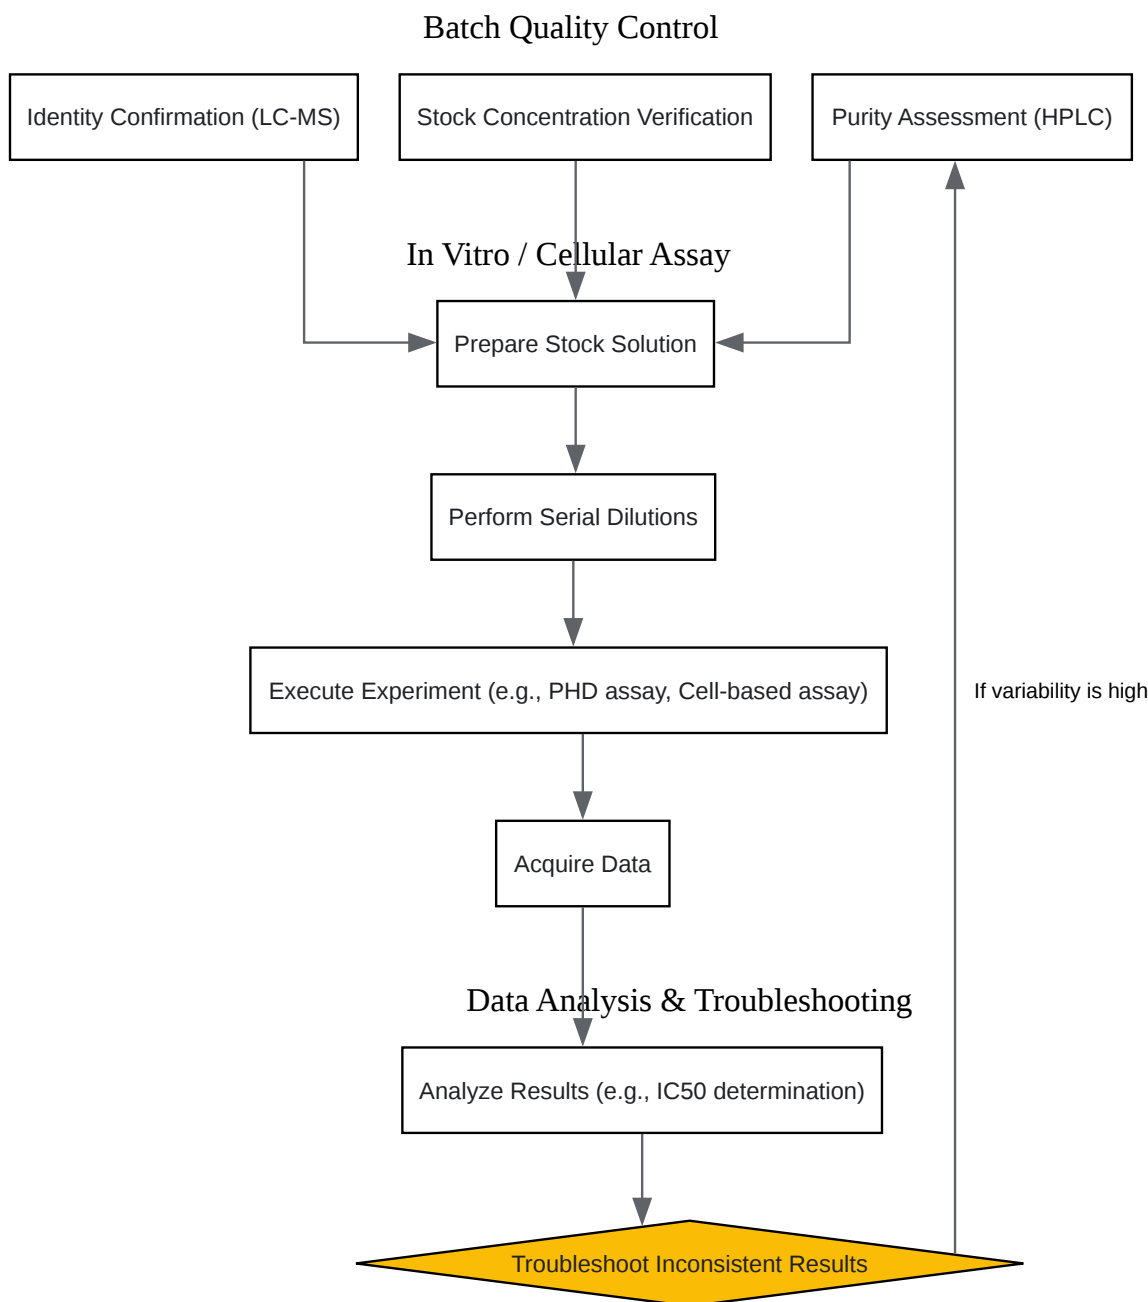 Batch Quality Control
Identity Confirmation (LC-MS)
Stock Concentration Verification
Purity Assessment (HPLC)
In Vitro / Cellular Assay
Prepare Stock Solution
Perform Serial Dilutions
Execute Experiment (e.g., PHD assay, Cell-based assay)
If variability is high
Acquire Data
Data Analysis & Troubleshooting
Analyze Results (e.g., IC50 determination)
Troubleshoot Inconsistent Results